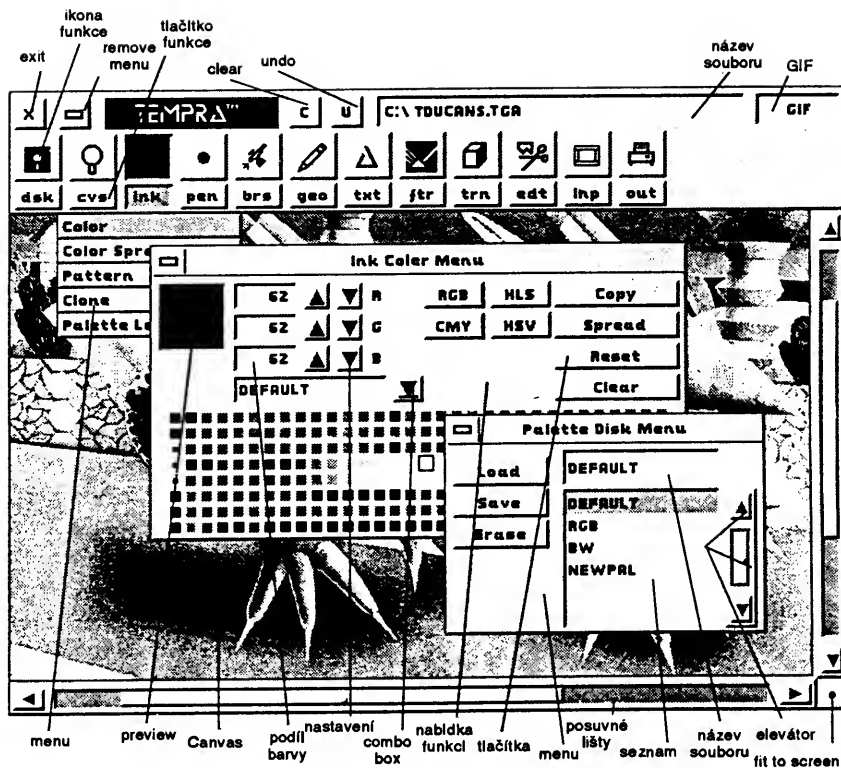 ikona
funkce
tlačítko
funkce
exit
remove
menu
clear
undo
název
souboru
GIF
x
TEMPRA™
C
U
C:\ TOUCANS.TGA
GIF
dsk
cvs
ink
pen
brs
geo
txt
ftr
trn
edt
inp
out
Color
Color Spre
Pattern
Clone
Palette Lo
Ink Color Menu
62
R
RGB
HLS
Copy
62
G
CMY
HSV
Spread
62
B
Reset
DEFAULT
Clear
Palette Disk Menu
Load
DEFAULT
Save
DEFAULT
Erase
RGB
BW
NEWPAL
menu
preview
Canvas
podíl
barvy
nastavení
combo
box
nabídka
funkcí
tlačítka
menu
posuvné
lišty
seznam
název
souboru
elevátor
fit to screen